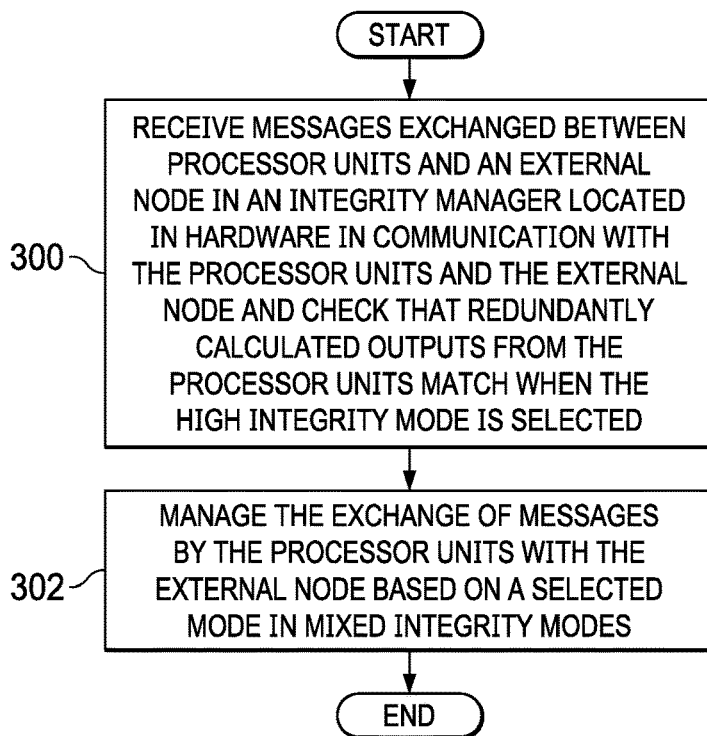 START
RECEIVE MESSAGES EXCHANGED BETWEEN
PROCESSOR UNITS AND AN EXTERNAL
NODE IN AN INTEGRITY MANAGER LOCATED
IN HARDWARE IN COMMUNICATION WITH
THE PROCESSOR UNITS AND THE EXTERNAL
NODE AND CHECK THAT REDUNDANTLY
CALCULATED OUTPUTS FROM THE
PROCESSOR UNITS MATCH WHEN THE
HIGH INTEGRITY MODE IS SELECTED
300
MANAGE THE EXCHANGE OF MESSAGES
BY THE PROCESSOR UNITS WITH THE
EXTERNAL NODE BASED ON A SELECTED
MODE IN MIXED INTEGRITY MODES
302
END